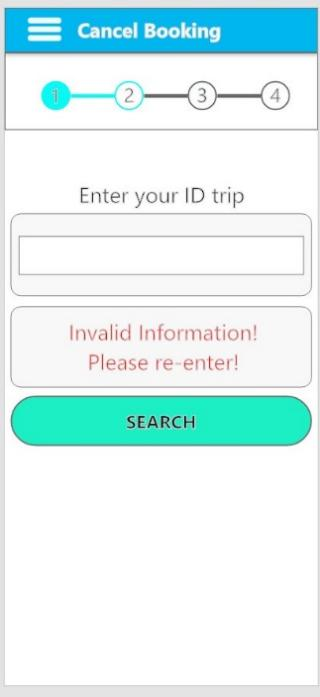 Cancel Booking
1 2 3 4
Enter your ID trip
Invalid Information!
Please re-enter!
SEARCH